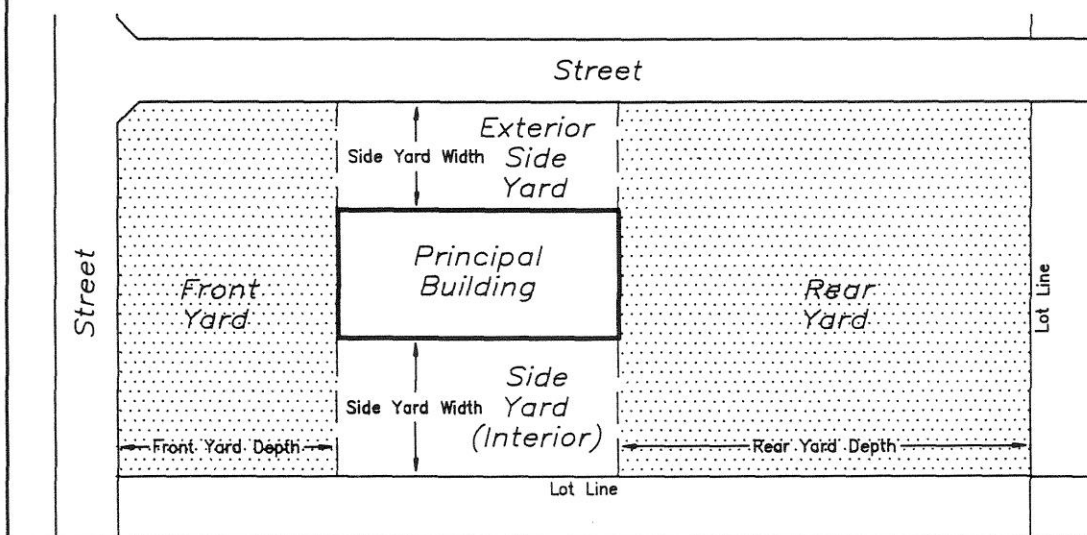 Street
Exterior
Side Yard Width Side
Yard
Principal
Building
Street
Front
Yard
Rear
Yard
Lot Line
Side
Side Yard Width Yard
(Interior)
Front Yard Depth
Rear Yard Depth
Lot Line